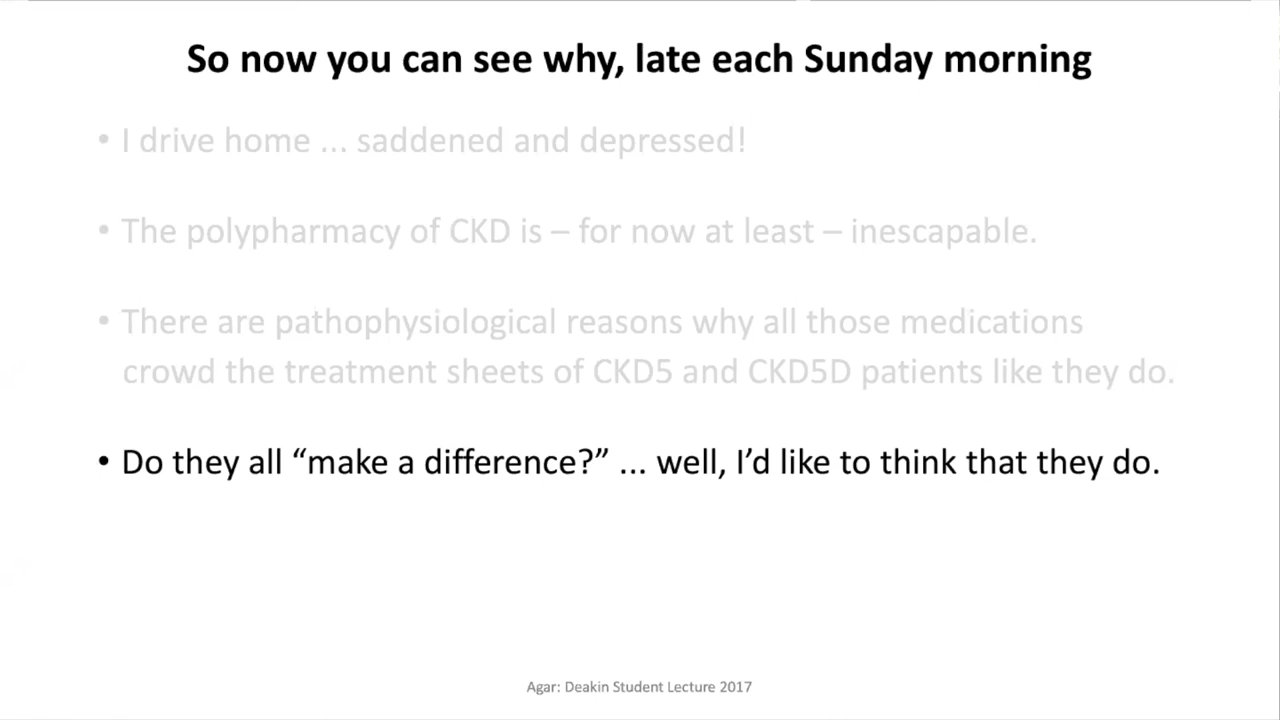 So now you can see why, late each Sunday morning
• I drive home ... saddened and depressed!
• The polypharmacy of CKD is – for now at least – inescapable.
• There are pathophysiological reasons why all those medications
crowd the treatment sheets of CKD5 and CKD5D patients like they do.
• Do they all “make a difference?” ... well, I’d like to think that they do.
Agar: Deakin Student Lecture 2017